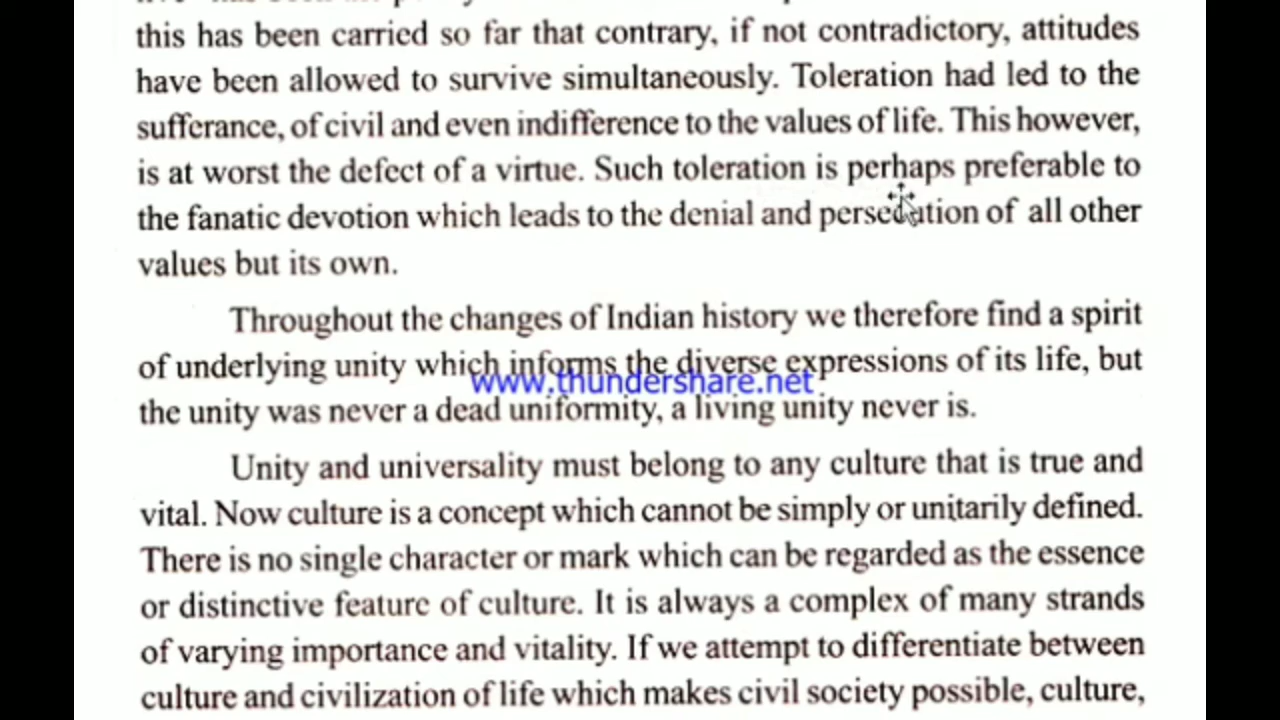 this has been carried so far that contrary, if not contradictory, attitudes
have been allowed to survive simultaneously. Toleration had led to the
sufferance, of civil and even indifference to the values of life. This however,
is at worst the defect of a virtue. Such toleration is perhaps preferable to
the fanatic devotion which leads to the denial and persecution of all other
values but its own.
Throughout the changes of Indian history we therefore find a spirit
of underlying unity which informs the diverse expressions of its life, but
www.thundershare.net
the unity was never a dead uniformity, a living unity never is.
Unity and universality must belong to any culture that is true and
vital. Now culture is a concept which cannot be simply or unitarily defined.
There is no single character or mark which can be regarded as the essence
or distinctive feature of culture. It is always a complex of many strands
of varying importance and vitality. If we attempt to differentiate between
culture and civilization of life which makes civil society possible, culture,